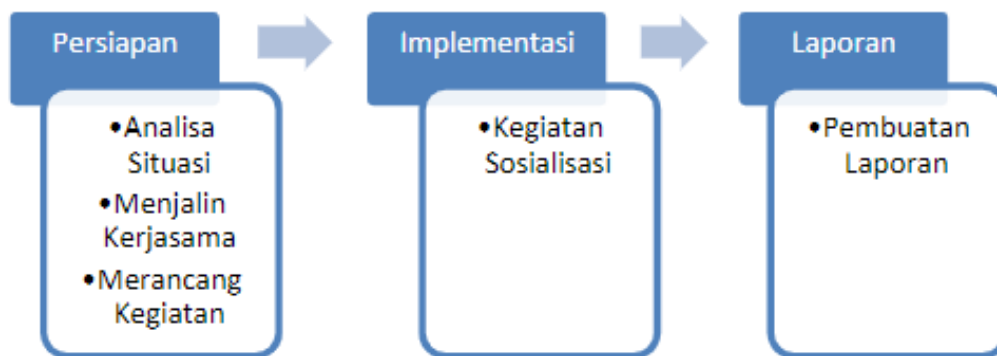 Persiapan
•Analisa
Situasi
•Menjalin
Kerjasama
•Merancang
Kegiatan
Implementasi
•Kegiatan
Sosialisasi
Laporan
•Pembuatan
Laporan